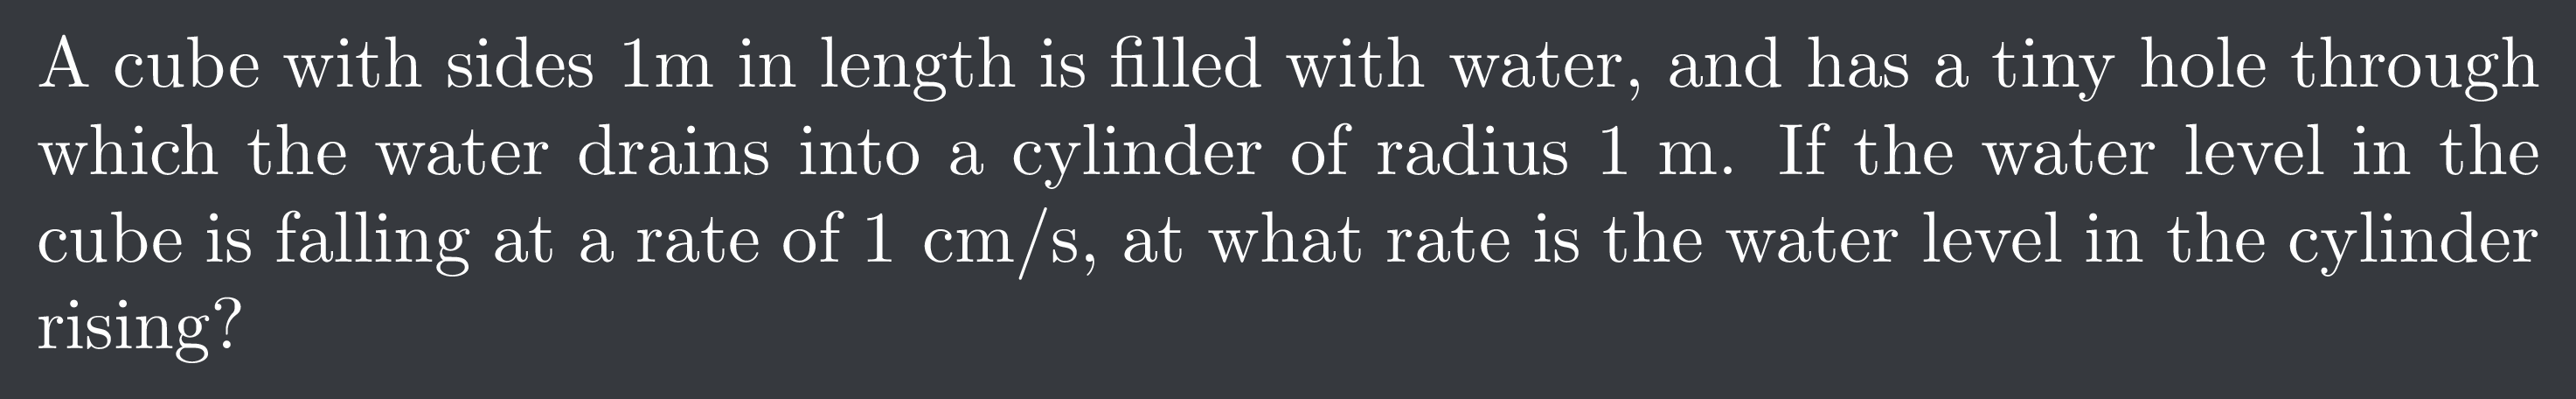 A cube with sides 1m in length is filled with water, and has a tiny hole through
which the water drains into a cylinder of radius 1 m. If the water level in the
cube is falling at a rate of 1 cm/s, at what rate is the water level in the cylinder
rising?